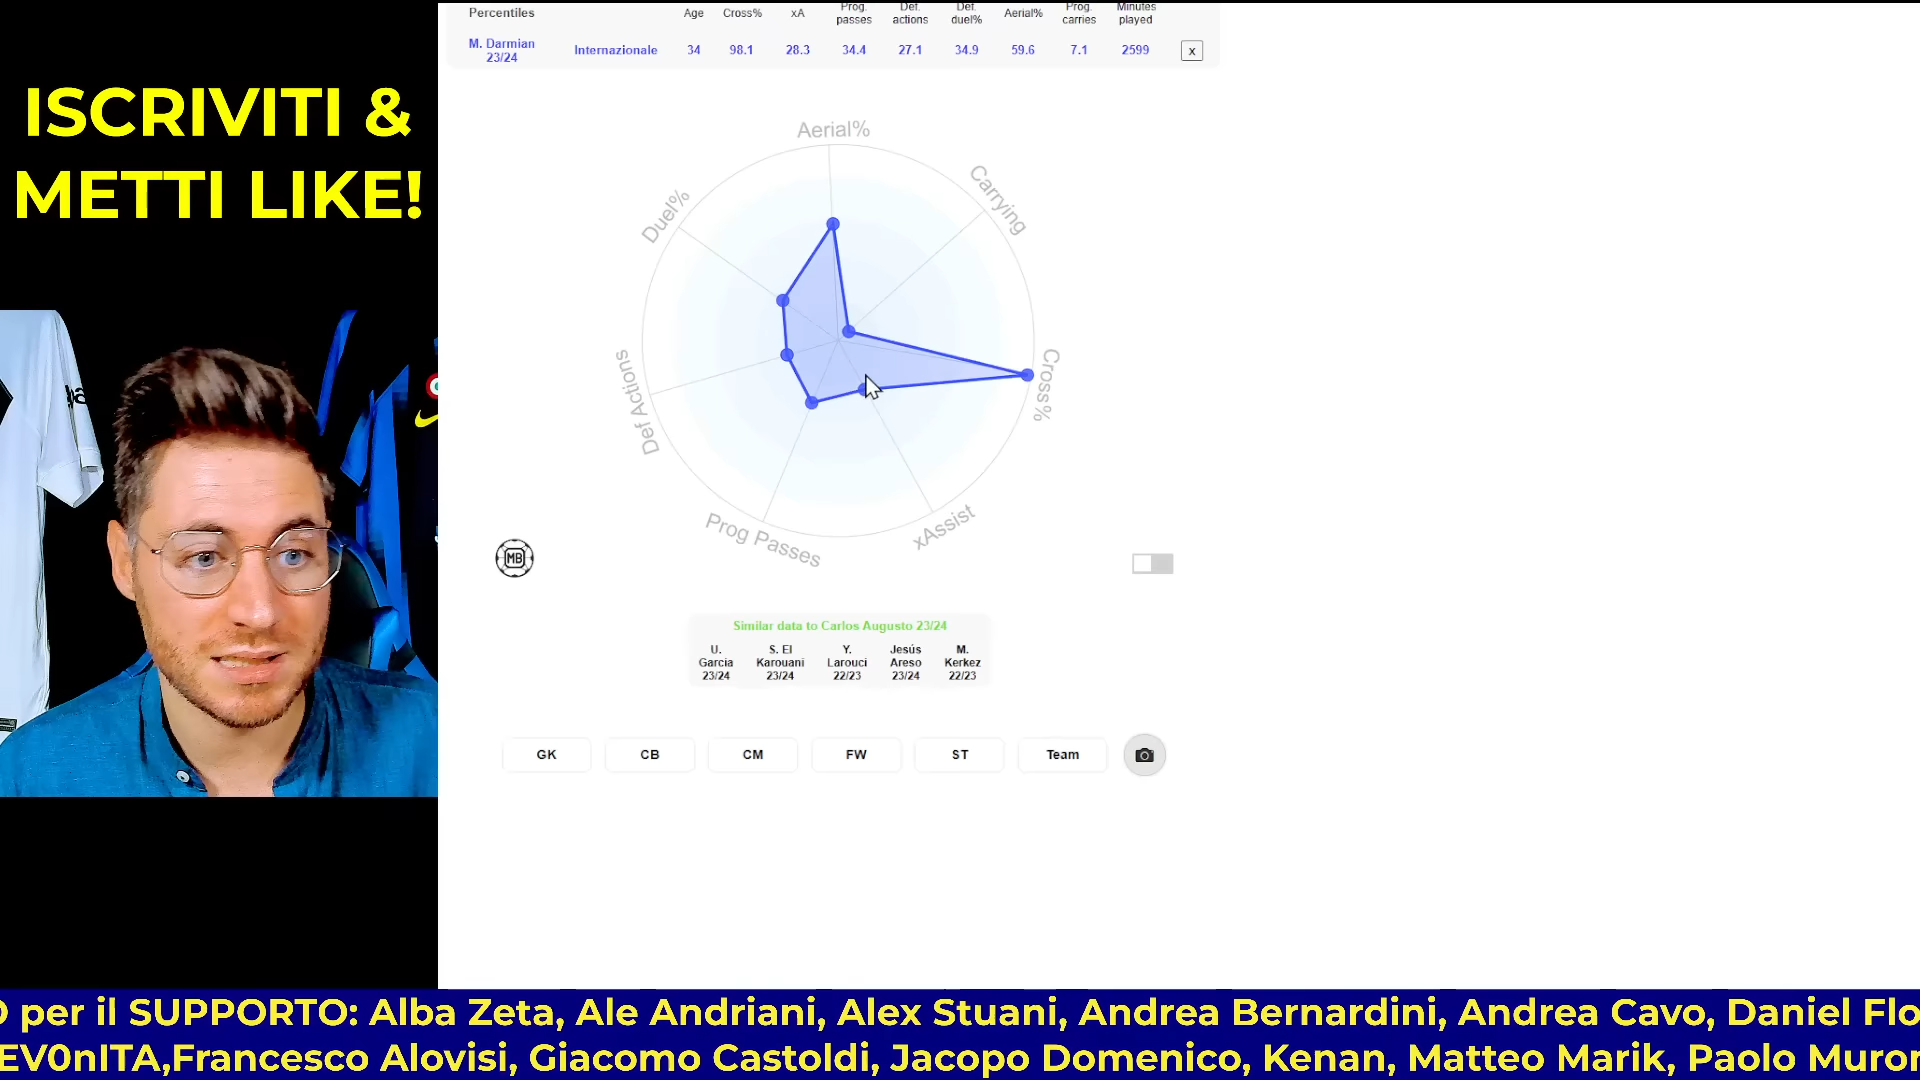 ISCRIVITI &
METTI LIKE!
Percentiles Age Cross% xA Prog. passes Def. actions Def. duel% Aerial% Prog. carries Minutes played
M. Darmian 23/24 Internazionale 34 98.1 28.3 34.4 27.1 34.9 59.6 7.1 2599 x
Aerial%
Carrying
Duel%
Cross%
Def Actions
xAssist
Prog Passes
MB
Similar data to Carlos Augusto 23/24
U. Garcia 23/24
S. El Karouani 23/24
Y. Larouci 22/23
Jesús Areso 23/24
M. Kerkez 22/23
GK CB CM FW ST Team
per il SUPPORTO: Alba Zeta, Ale Andriani, Alex Stuani, Andrea Bernardini, Andrea Cavo, Daniel Flo
EV0nITA,Francesco Alovisi, Giacomo Castoldi, Jacopo Domenico, Kenan, Matteo Marik, Paolo Muror